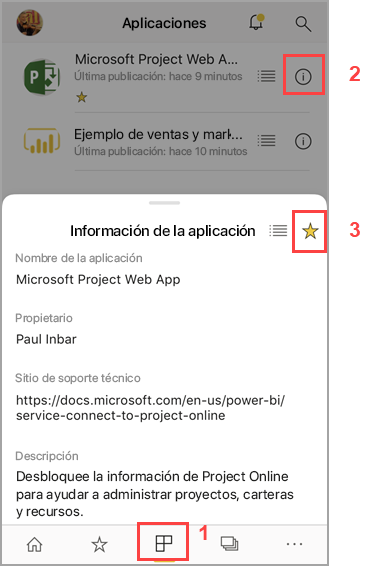 Aplicaciones
Microsoft Project Web A...
Última publicación: hace 9 minutos
2
Ejemplo de ventas y mark...
Última publicación: hace 10 minutos
Información de la aplicación
3
Nombre de la aplicación
Microsoft Project Web App
Propietario
Paul Inbar
Sitio de soporte técnico
https://docs.microsoft.com/en-us/power-bi/
service-connect-to-project-online
Descripción
Desbloquee la información de Project Online
para ayudar a administrar proyectos, carteras
y recursos.
1